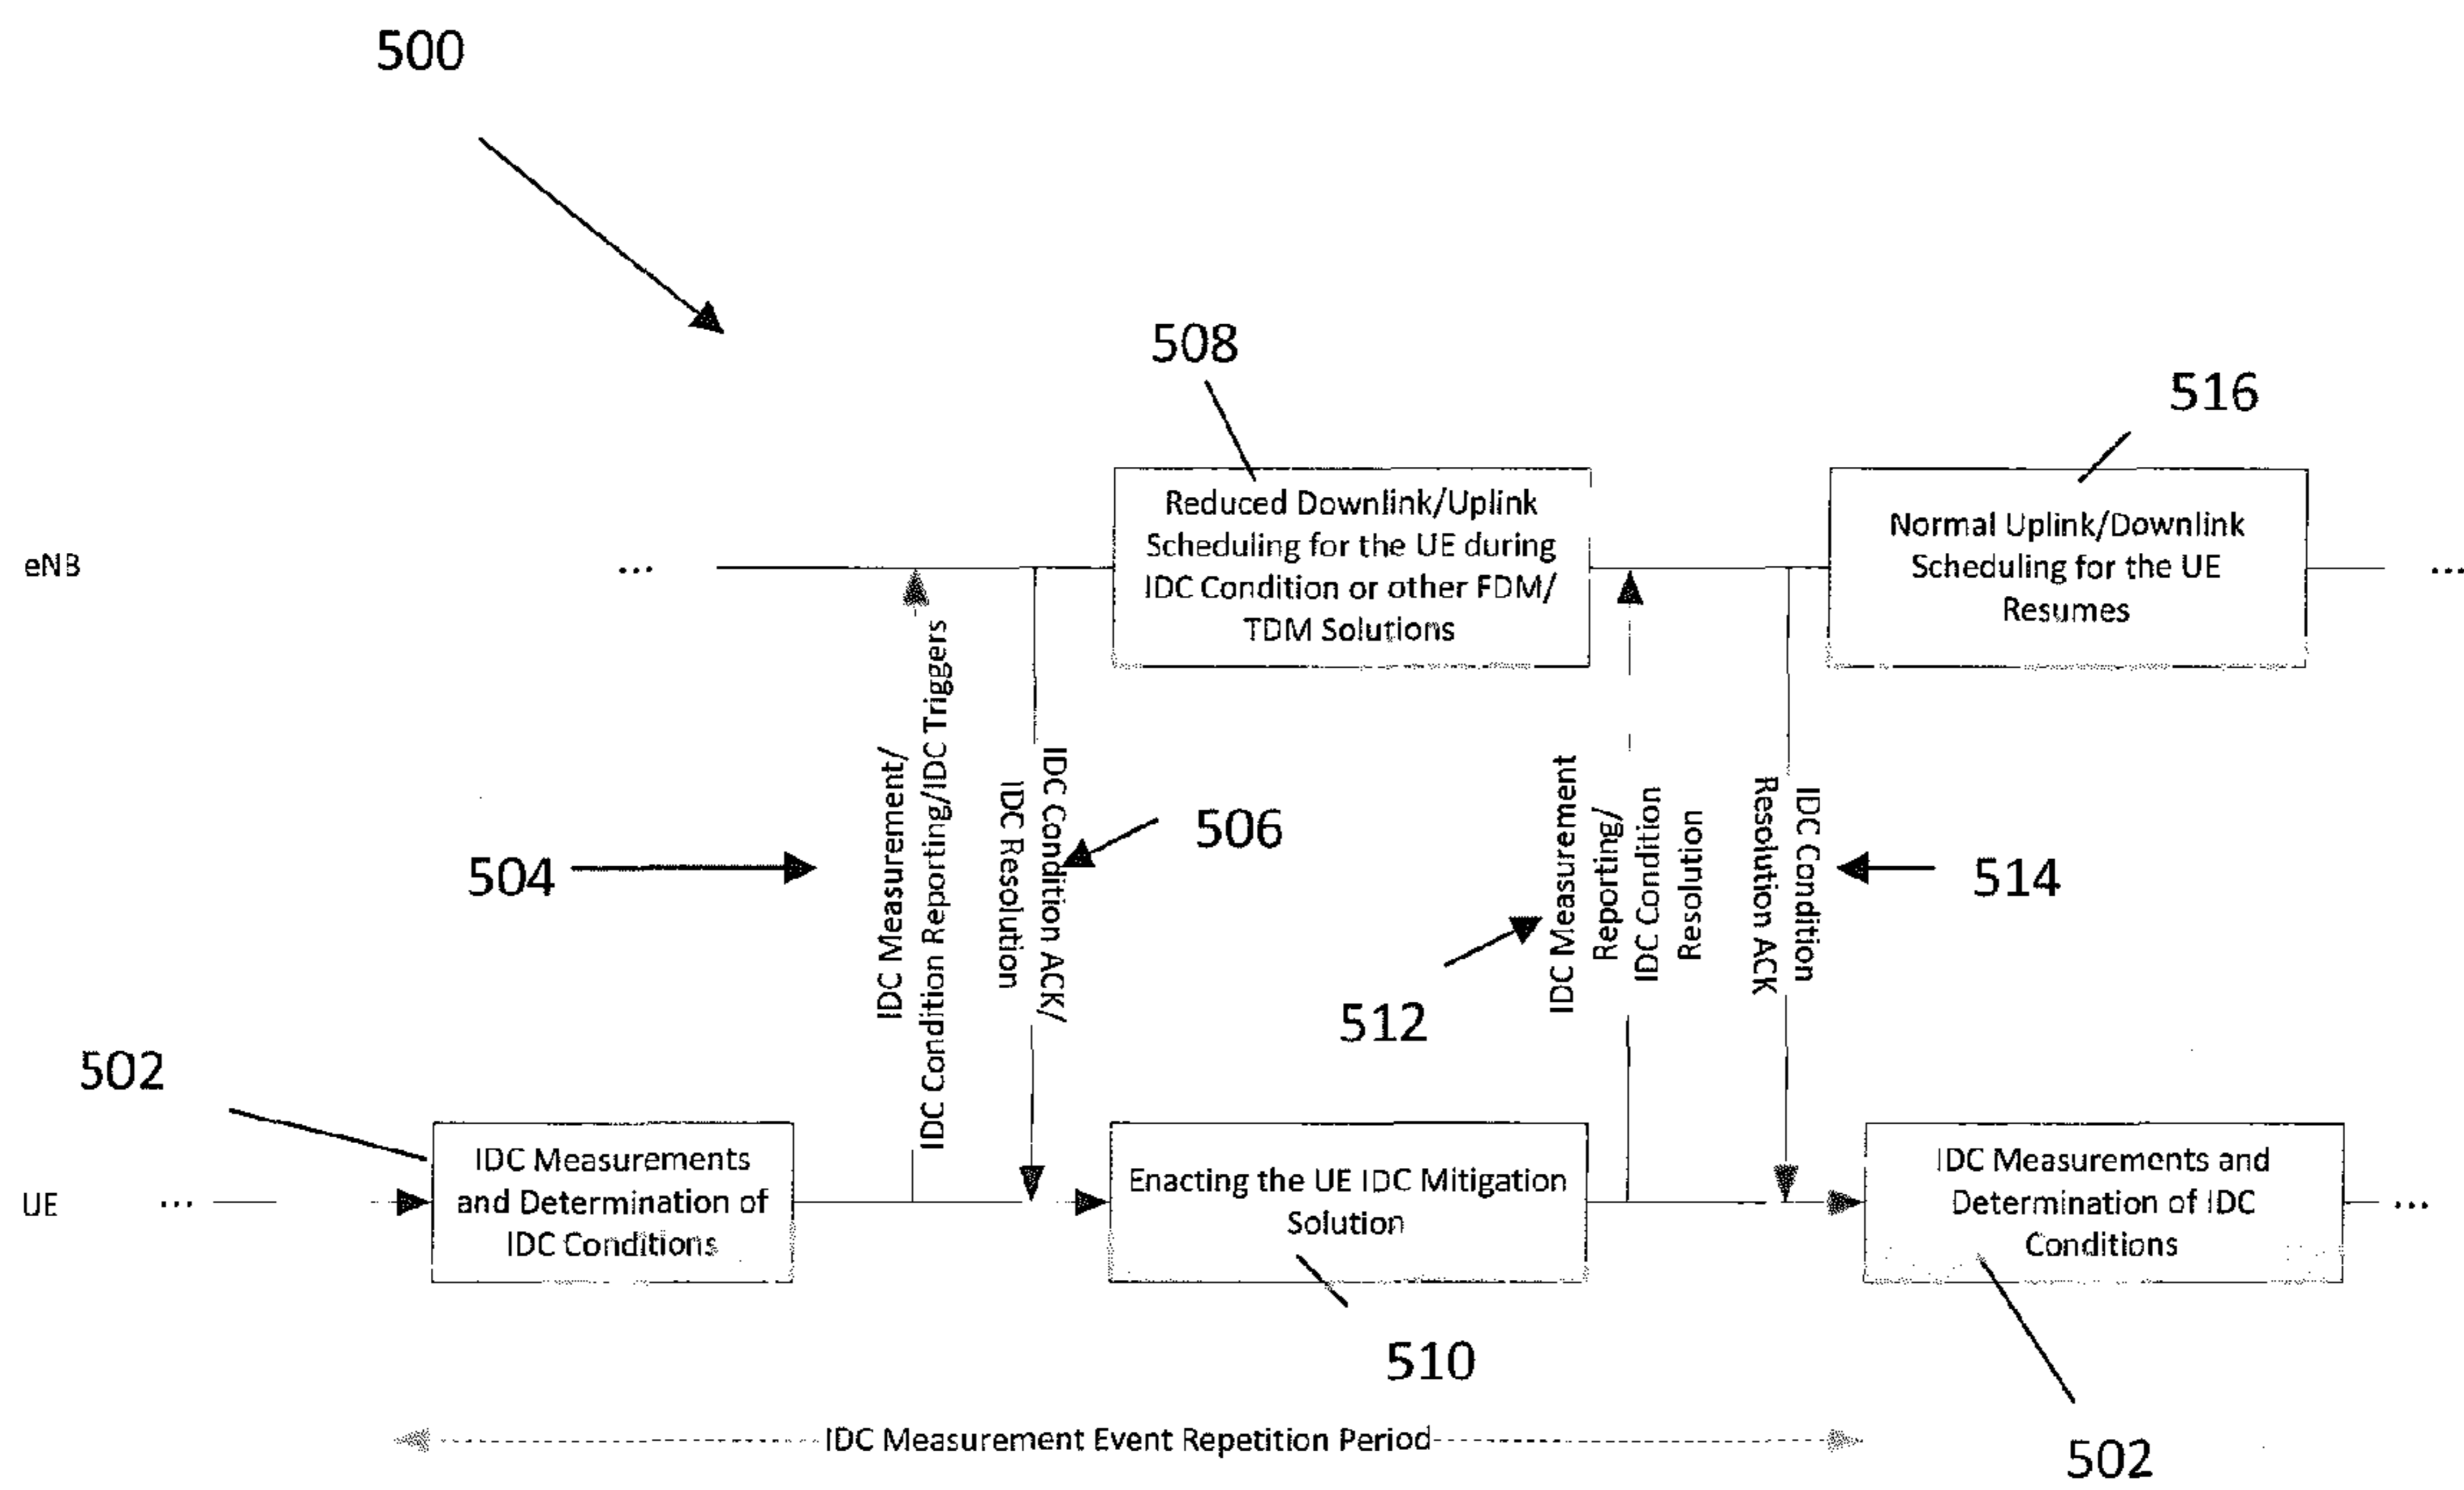 500
508
516
Reduced Downlink/Uplink
Scheduling for the UE during
IDC Condition or other FDM/
TDM Solutions
Normal Uplink/Downlink
Scheduling for the UE
Resumes
eNB
...
...
IDC Measurement/
IDC Condition Reporting/IDC Triggers
IDC Condition ACK/
IDC Resolution
504
506
IDC Measurement
Reporting/
IDC Condition
Resolution
IDC Condition
Resolution ACK
512
514
502
UE
...
IDC Measurements
and Determination of
IDC Conditions
Enacting the UE IDC Mitigation
Solution
IDC Measurements and
Determination of IDC
Conditions
...
510
IDC Measurement Event Repetition Period
502